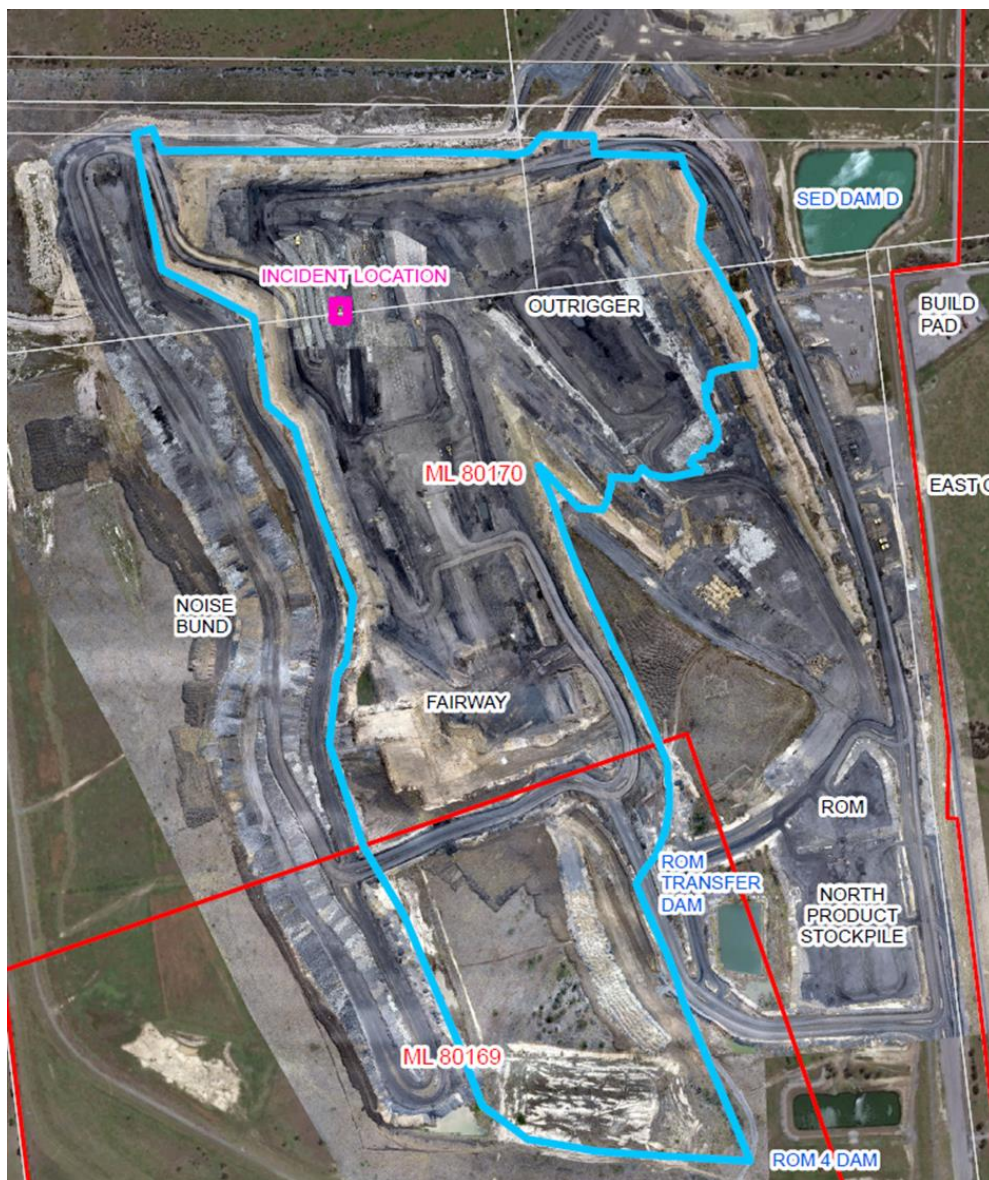 SED DAM D
INCIDENT LOCATION
OUTRIGGER
BUILD
PAD
ML 80170
EAST
NOISE
BUND
FAIRWAY
ROM
ROM
TRANSFER
DAM
NORTH
PRODUCT
STOCKPILE
ML 80169
ROM 4 DAM